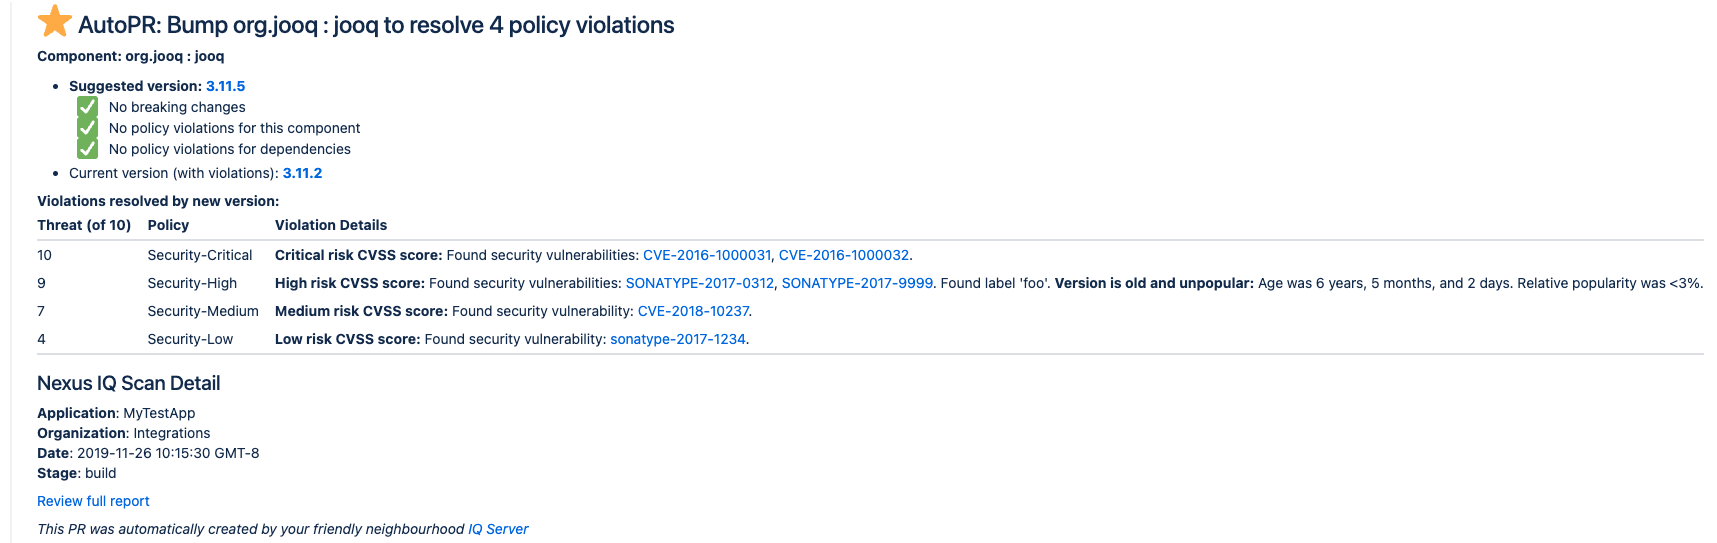 AutoPR: Bump org.jooq : jooq to resolve 4 policy violations
Component: org.jooq : jooq
• Suggested version: 3.11.5
No breaking changes
No policy violations for this component
No policy violations for dependencies
• Current version (with violations): 3.11.2
Violations resolved by new version:
Threat (of 10) Policy Violation Details
10 Security-Critical Critical risk CVSS score: Found security vulnerabilities: CVE-2016-1000031, CVE-2016-1000032.
9 Security-High High risk CVSS score: Found security vulnerabilities: SONATYPE-2017-0312, SONATYPE-2017-9999. Found label 'foo'. Version is old and unpopular: Age was 6 years, 5 months, and 2 days. Relative popularity was <3%.
7 Security-Medium Medium risk CVSS score: Found security vulnerability: CVE-2018-10237.
4 Security-Low Low risk CVSS score: Found security vulnerability: sonatype-2017-1234.
Nexus IQ Scan Detail
Application: MyTestApp
Organization: Integrations
Date: 2019-11-26 10:15:30 GMT-8
Stage: build
Review full report
This PR was automatically created by your friendly neighbourhood IQ Server